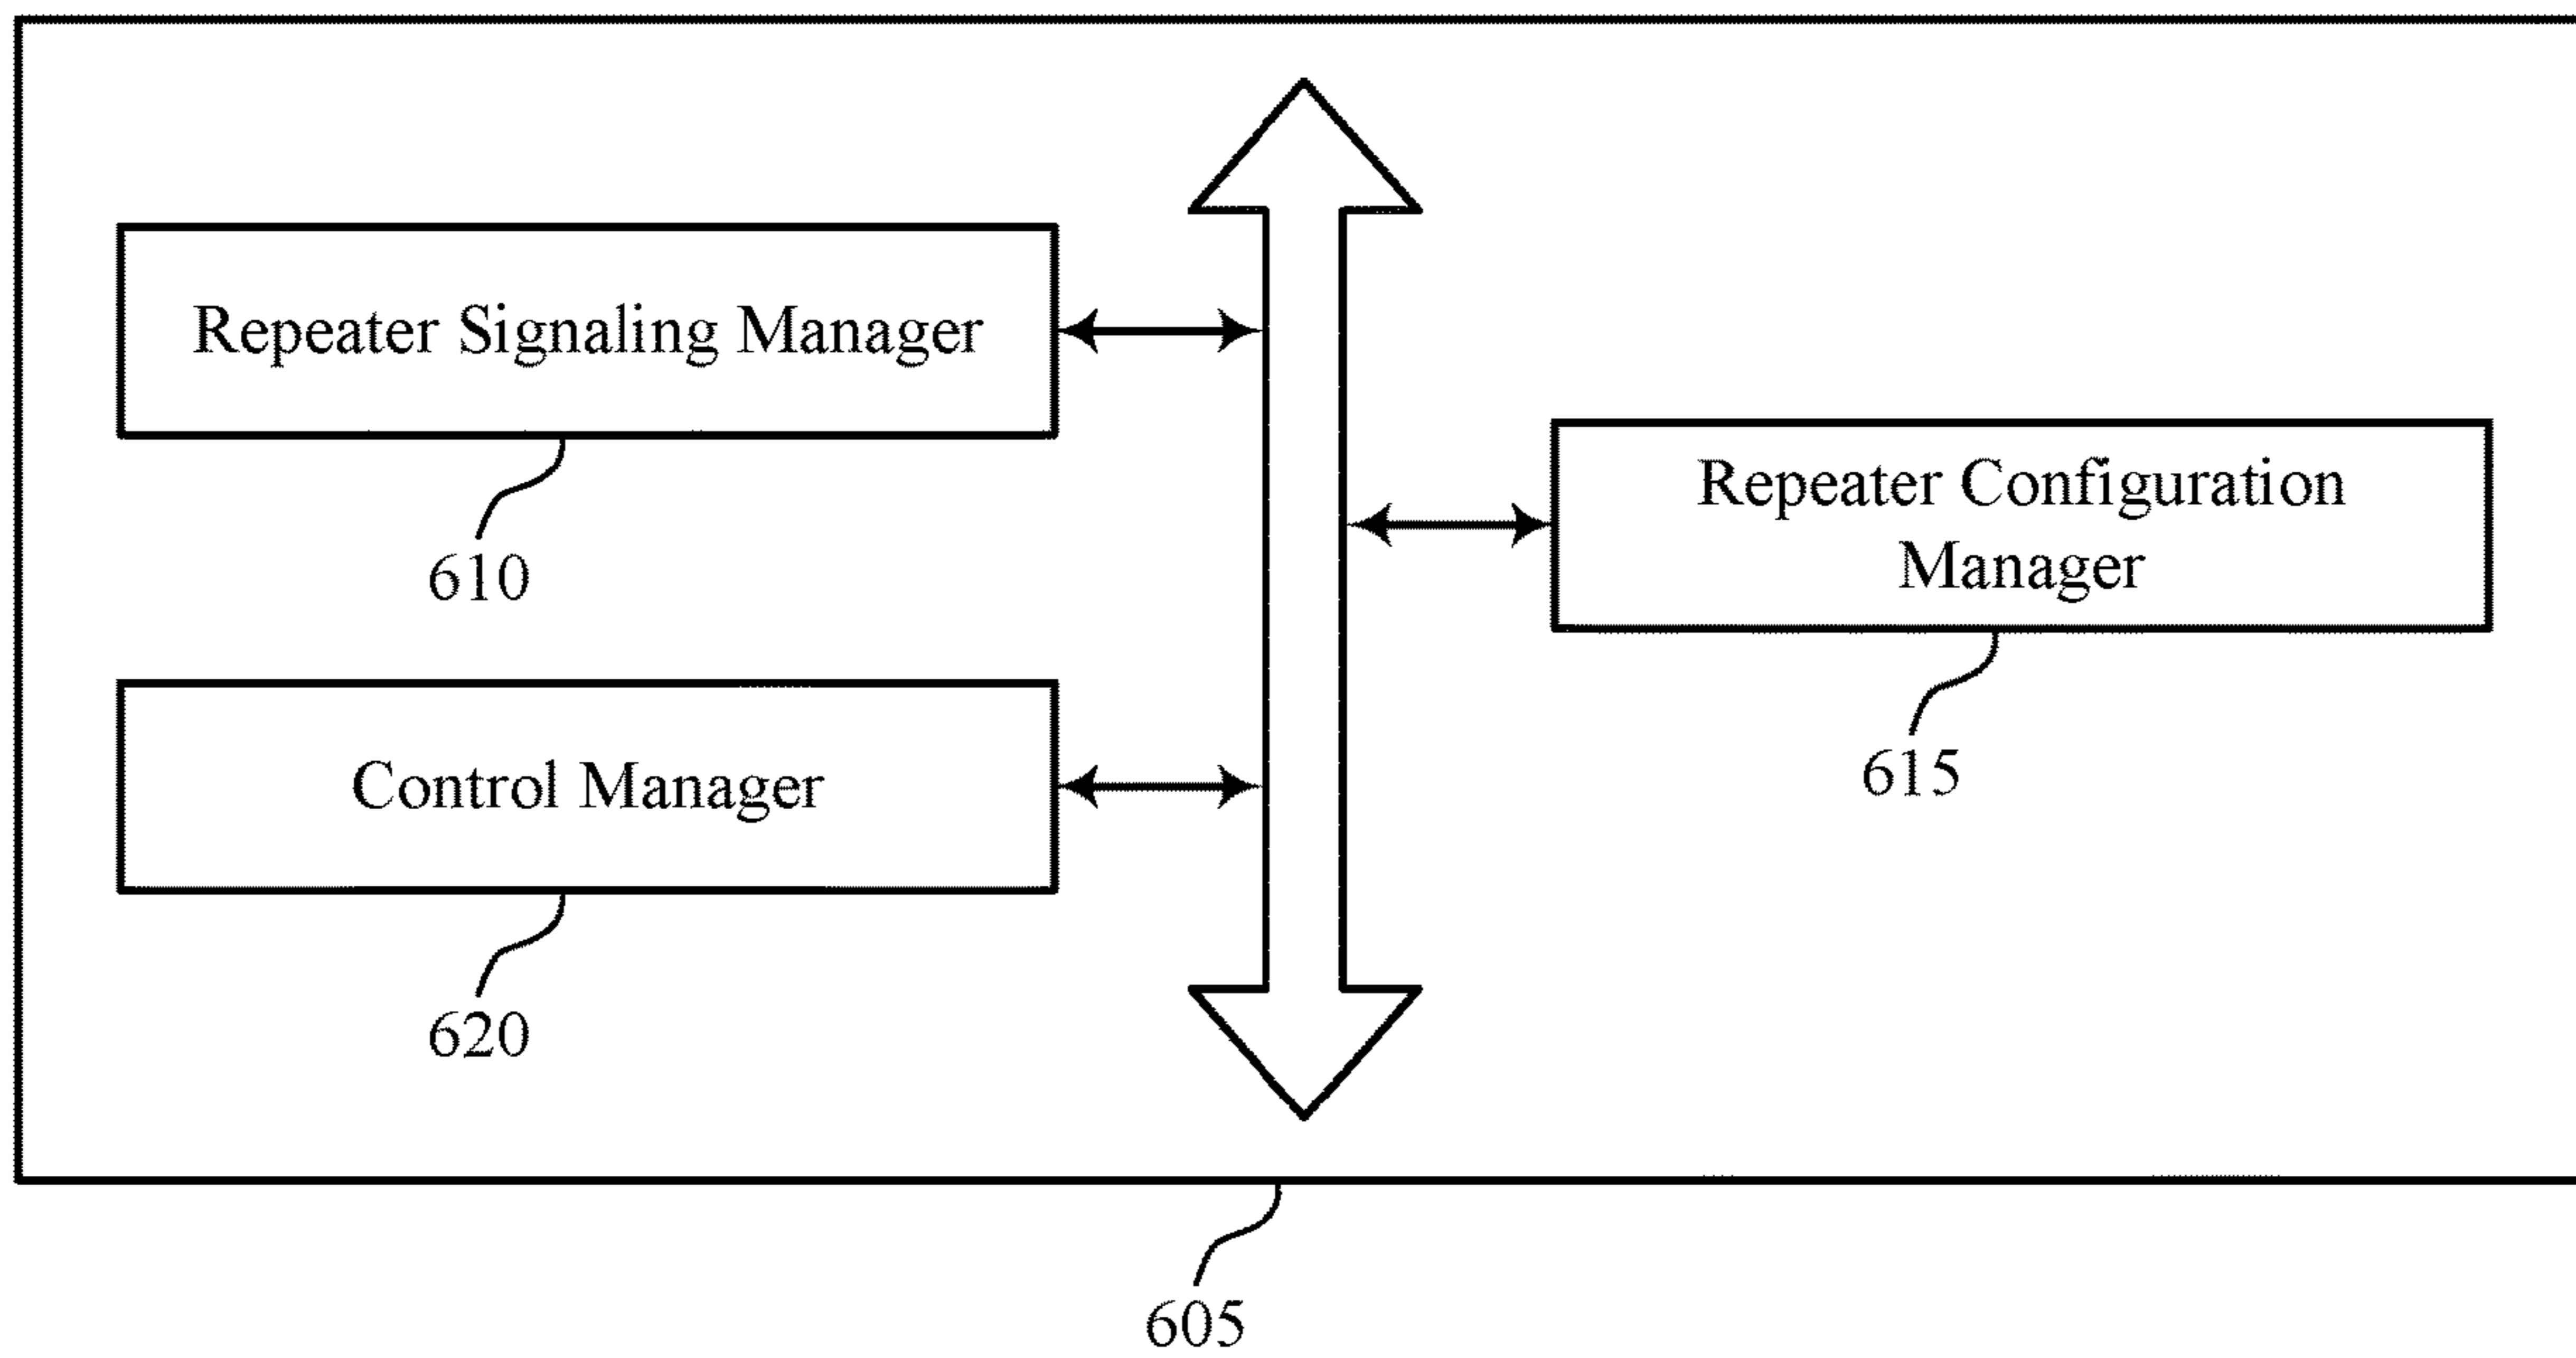 Repeater Signaling Manager
610
Repeater Configuration
Manager
615
Control Manager
620
605